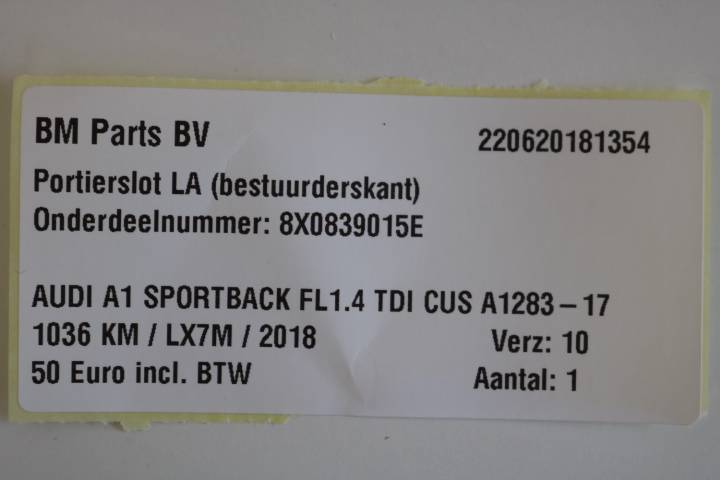 BM Parts BV 220620181354
Portierslot LA (bestuurderskant)
Onderdeelnummer: 8X0839015E
AUDI A1 SPORTBACK FL1.4 TDI CUS A1283-17
1036 KM / LX7M / 2018 Verz: 10
50 Euro incl. BTW Aantal: 1